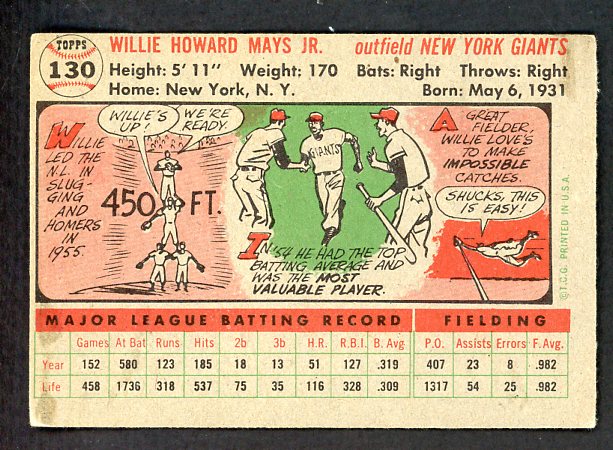 TOPPS
130
WILLIE HOWARD MAYS JR. outfield NEW YORK GIANTS
Height: 5' 11" Weight: 170 Bats: Right Throws: Right
Home: New York, N. Y. Born: May 6, 1931
WILLIE
LED THE
N.L. IN
SLUG-
GING
AND
HOMERS
IN
1955.
WILLIE'S
UP!
WE'RE
READY.
450 FT.
GIANTS
IN '54 HE HAD THE TOP
BATTING AVERAGE AND
WAS THE MOST
VALUABLE PLAYER.
A GREAT
FIELDER,
WILLIE LOVE'S
TO MAKE
IMPOSSIBLE
CATCHES.
SHUCKS, THIS
IS EASY!
© T.C.G. PRINTED IN U.S.A.
MAJOR LEAGUE BATTING RECORD FIELDING
Games At Bat Runs Hits 2b 3b H.R. R.B.I. B. Avg P.O. Assists Errors F. Avg.
Year 152 580 123 185 18 13 51 127 .319 407 23 8 .982
Life 458 1736 318 537 75 35 116 328 .309 1317 54 25 .982